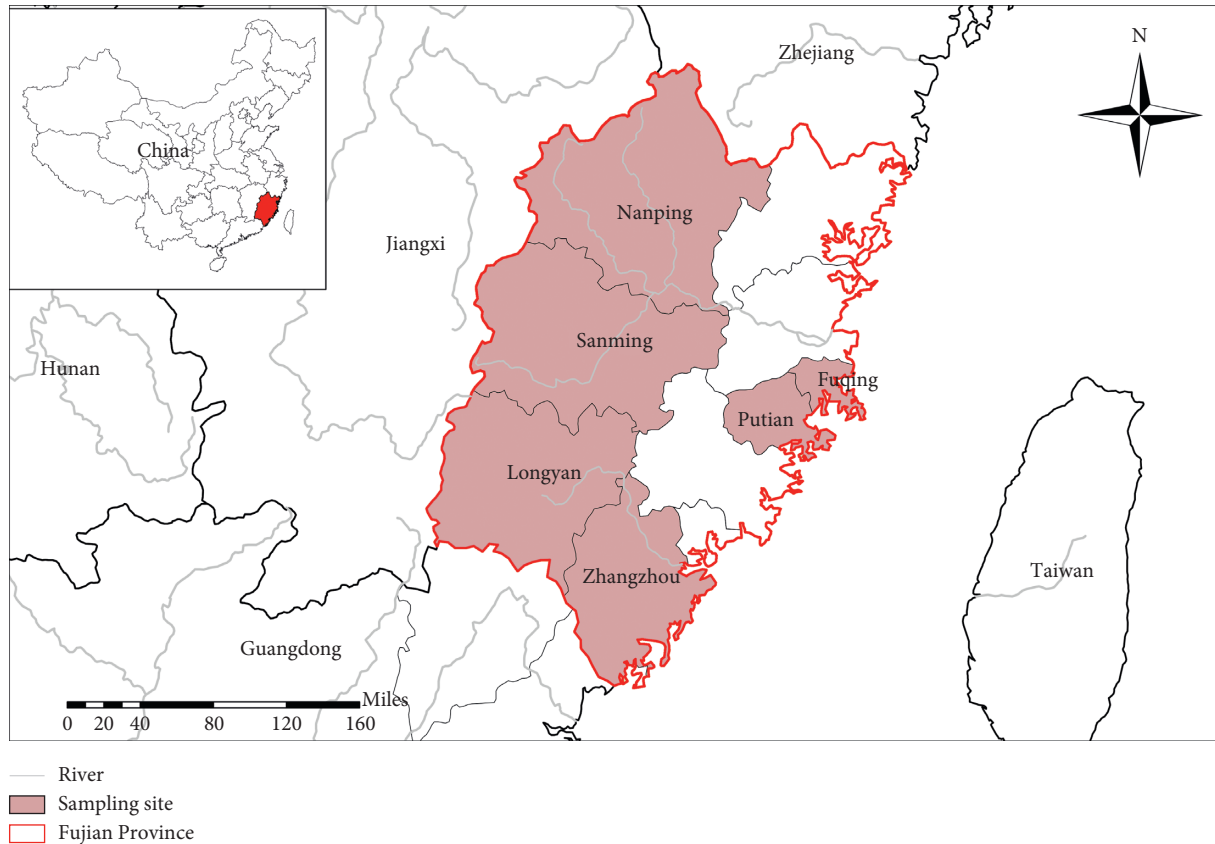 China
Zhejiang
N
Nanping
Jiangxi
Sanming
Hunan
Fuqing
Putian
Longyan
Zhangzhou
Taiwan
Guangdong
Miles
0 20 40 80 120 160
River
Sampling site
Fujian Province